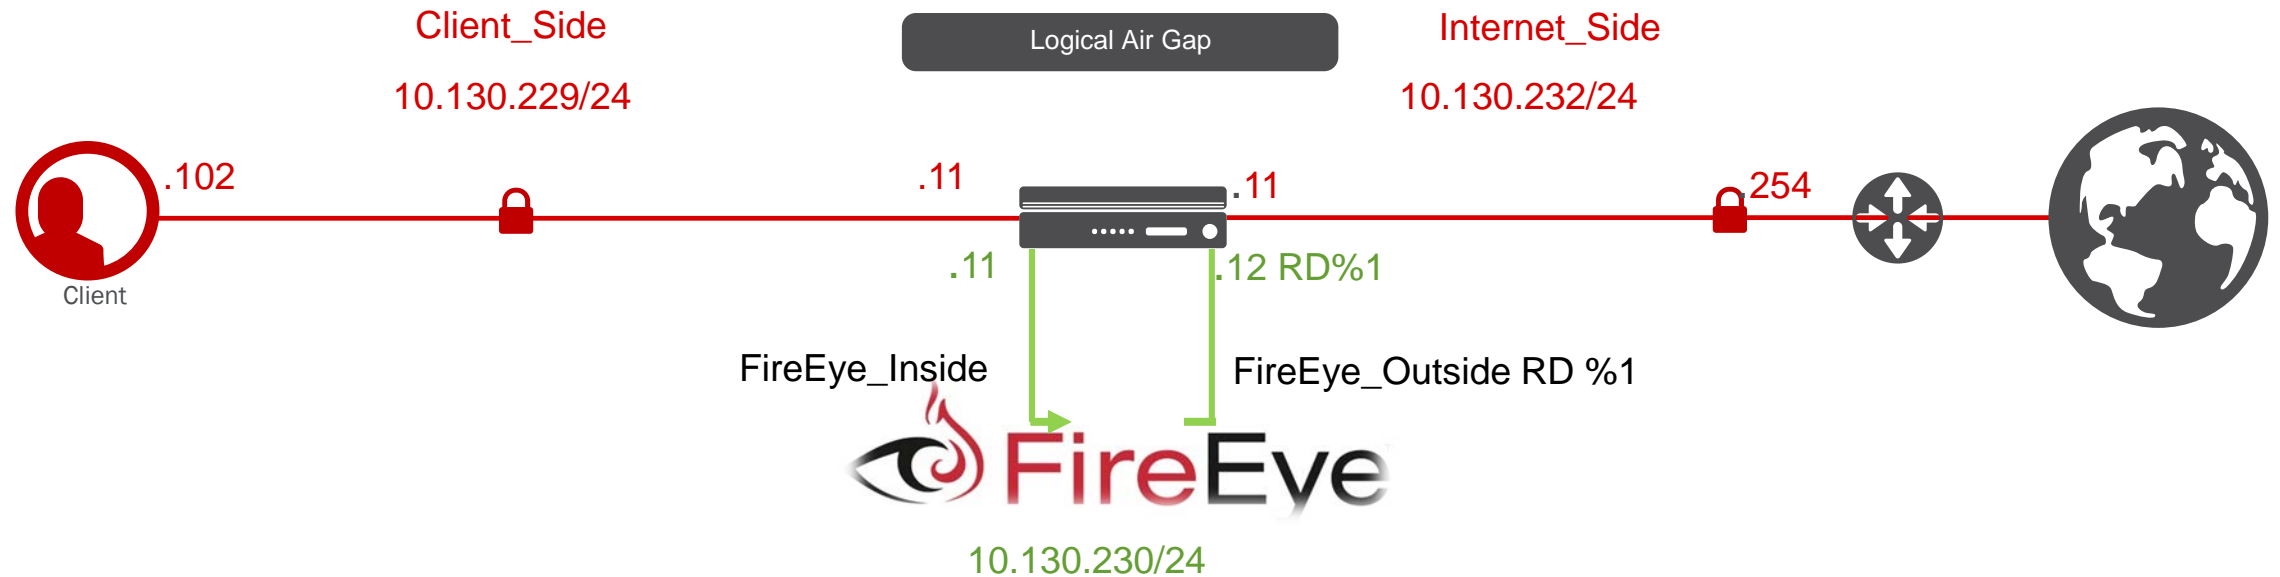 Client_Side
Logical Air Gap
Internet_Side
10.130.229/24
10.130.232/24
.102
.11
.11
.254
.11
.12 RD%1
Client
FireEye_Inside
FireEye_Outside RD %1
FireEye
10.130.230/24